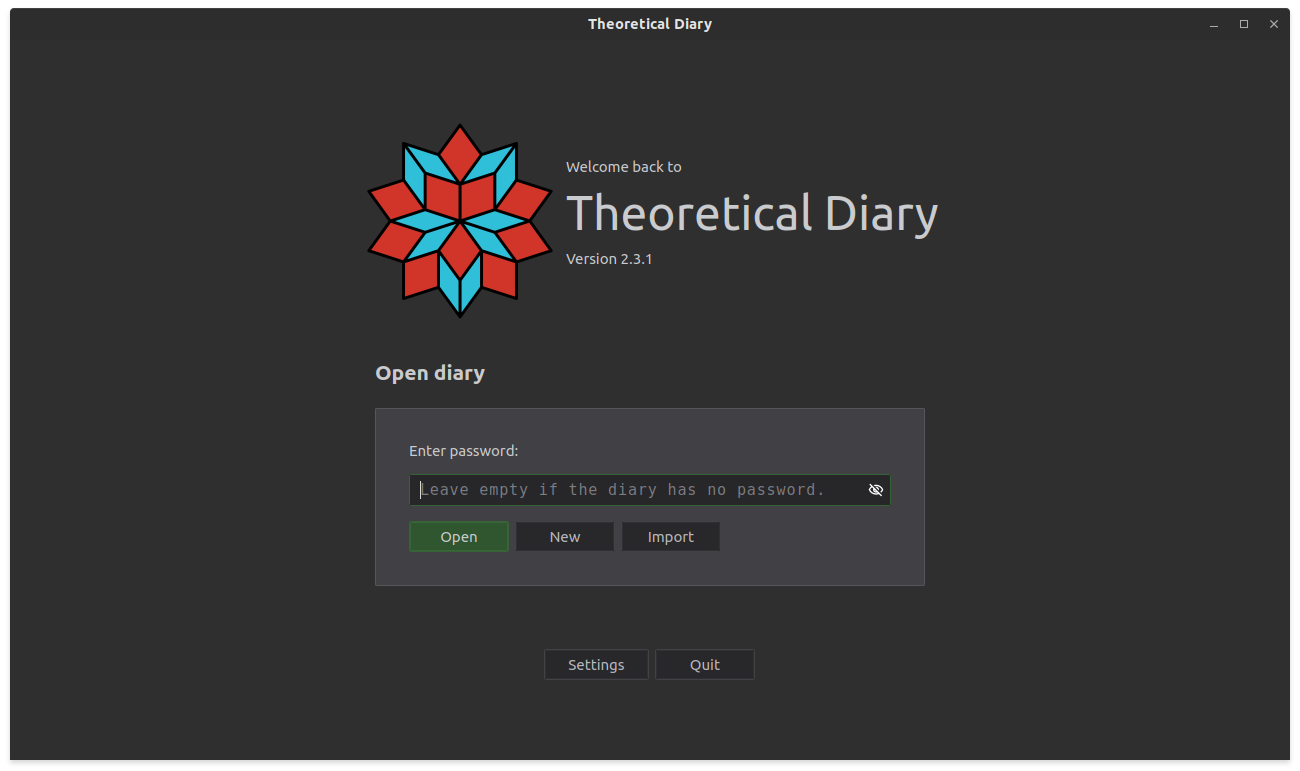 Theoretical Diary
Welcome back to
Theoretical Diary
Version 2.3.1
Open diary
Enter password:
Leave empty if the diary has no password.
Open New Import
Settings Quit